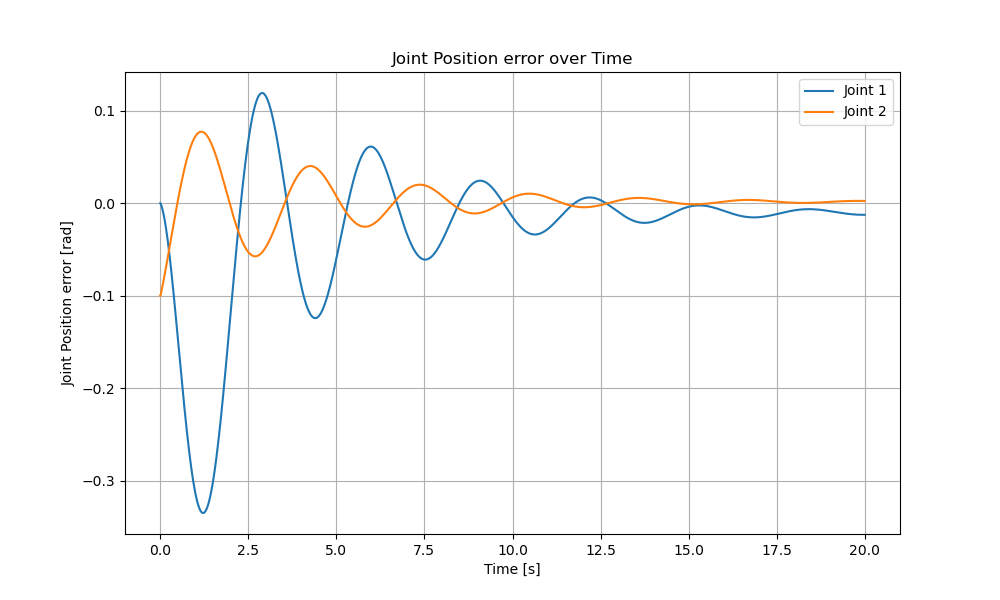 Joint Position error over Time
Joint 1
Joint 2
Joint Position error [rad]
0.1
0.0
−0.1
−0.2
−0.3
0.0 2.5 5.0 7.5 10.0 12.5 15.0 17.5 20.0
Time [s]